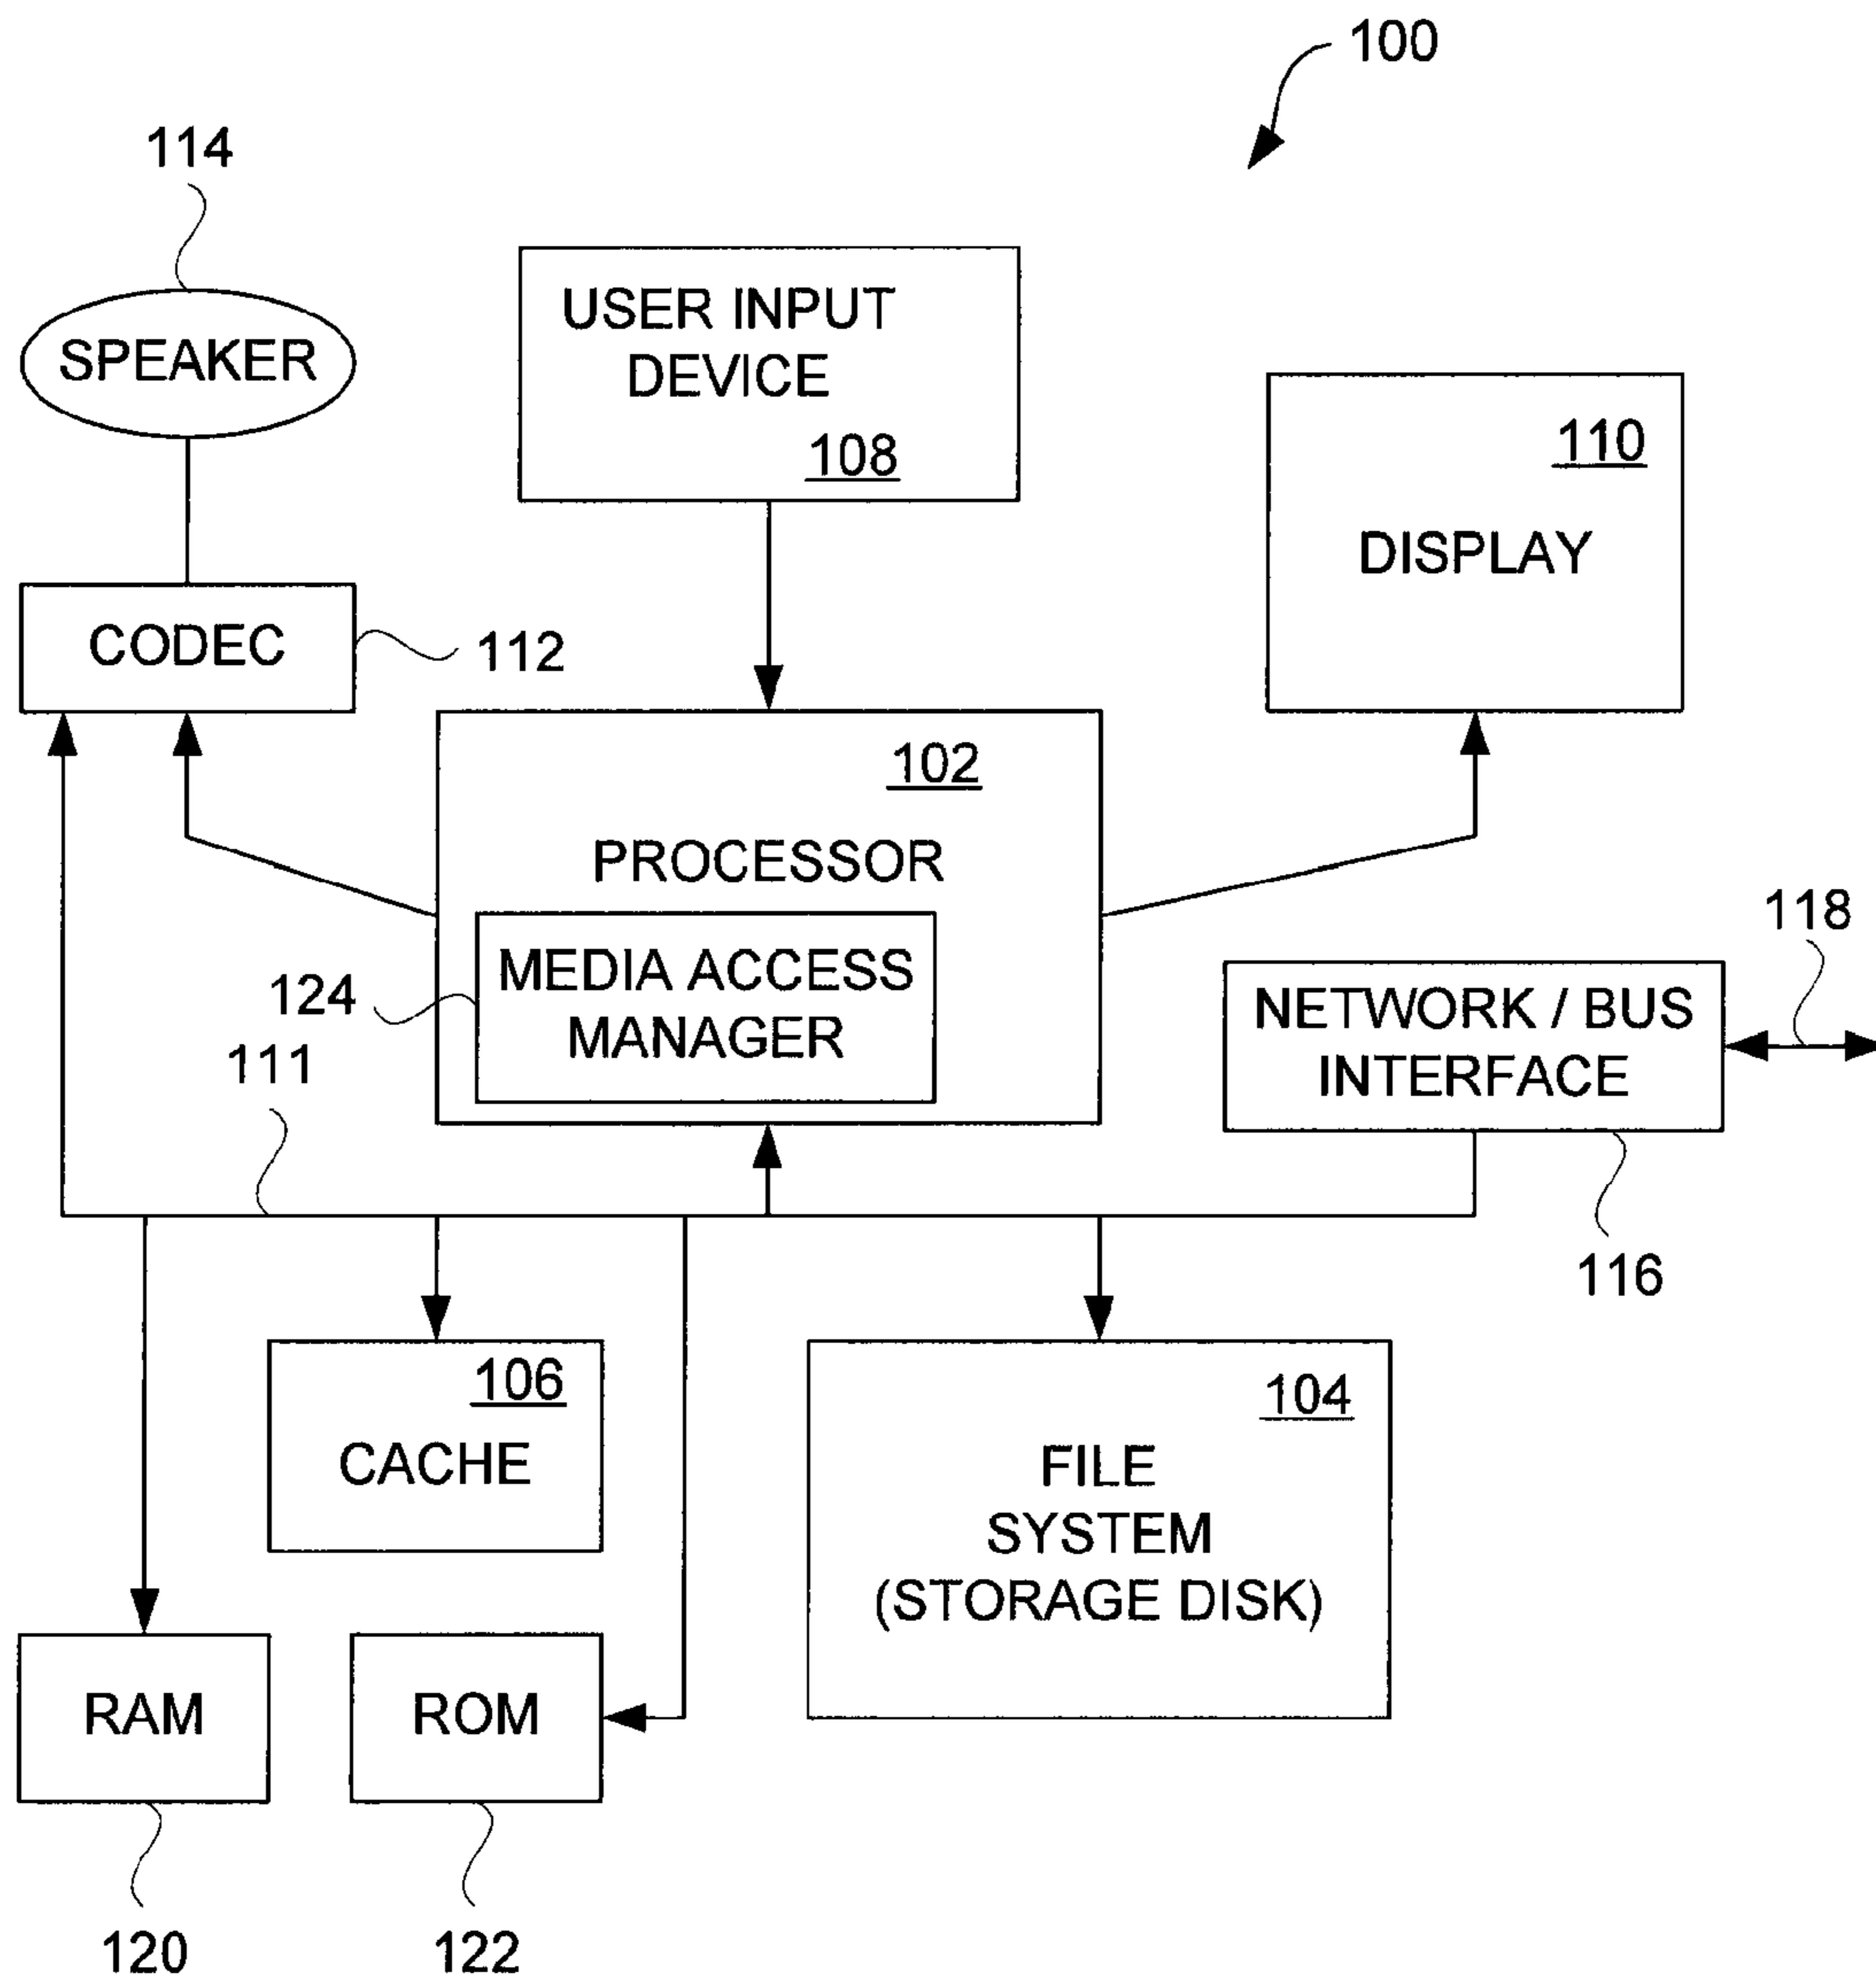 100
114
SPEAKER
USER INPUT
DEVICE
108
110
DISPLAY
CODEC
112
102
PROCESSOR
MEDIA ACCESS
MANAGER
124
111
118
NETWORK / BUS
INTERFACE
116
106
CACHE
104
FILE
SYSTEM
(STORAGE DISK)
RAM
ROM
120
122